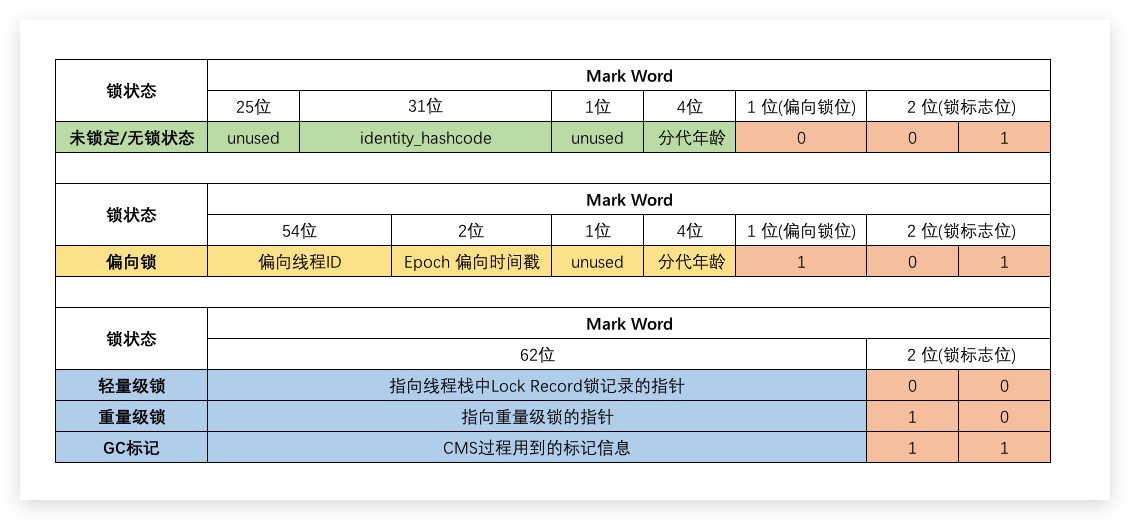 锁状态 Mark Word
25位 31位 1位 4位 1 位(偏向锁位) 2 位(锁标志位)
未锁定/无锁状态 unused identity_hashcode unused 分代年龄 0 0 1
锁状态 Mark Word
54位 2位 1位 4位 1 位(偏向锁位) 2 位(锁标志位)
偏向锁 偏向线程ID Epoch 偏向时间戳 unused 分代年龄 1 0 1
锁状态 Mark Word
62位 2 位(锁标志位)
轻量级锁 指向线程栈中Lock Record锁记录的指针 0 0
重量级锁 指向重量级锁的指针 1 0
GC标记 CMS过程用到的标记信息 1 1